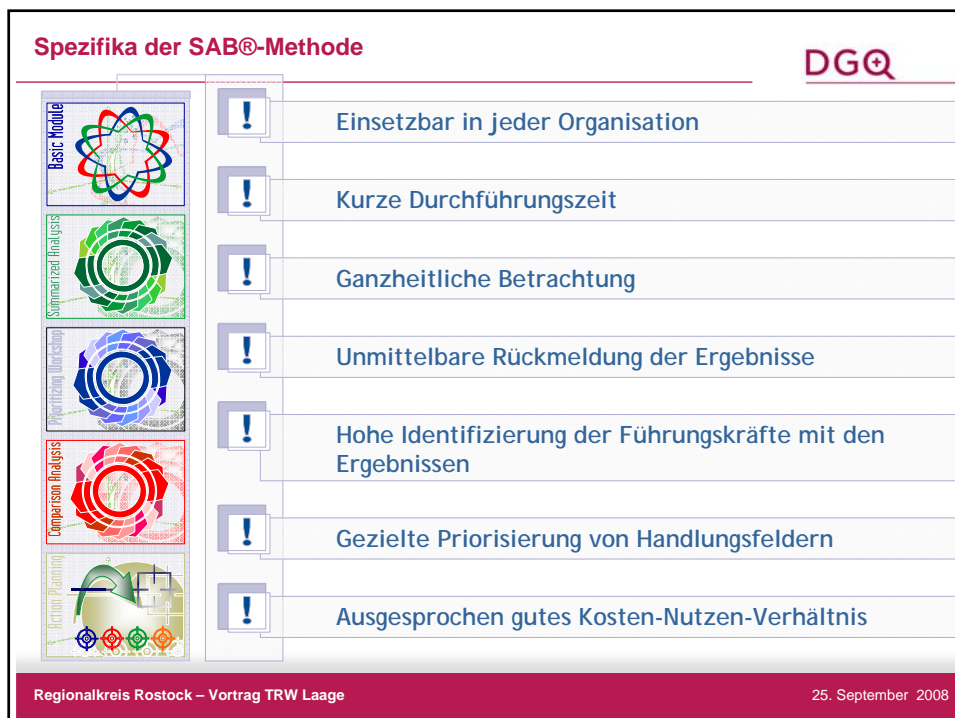 Spezifika der SAB®-Methode
DGQ
Basic Module
Summarized Analysis
Prioritizing Workshop
Comparison Analysis
Action Planning
! Einsetzbar in jeder Organisation
! Kurze Durchführungszeit
! Ganzheitliche Betrachtung
! Unmittelbare Rückmeldung der Ergebnisse
! Hohe Identifizierung der Führungskräfte mit den
Ergebnissen
! Gezielte Priorisierung von Handlungsfeldern
! Ausgesprochen gutes Kosten-Nutzen-Verhältnis
Regionalkreis Rostock – Vortrag TRW Laage
25. September 2008